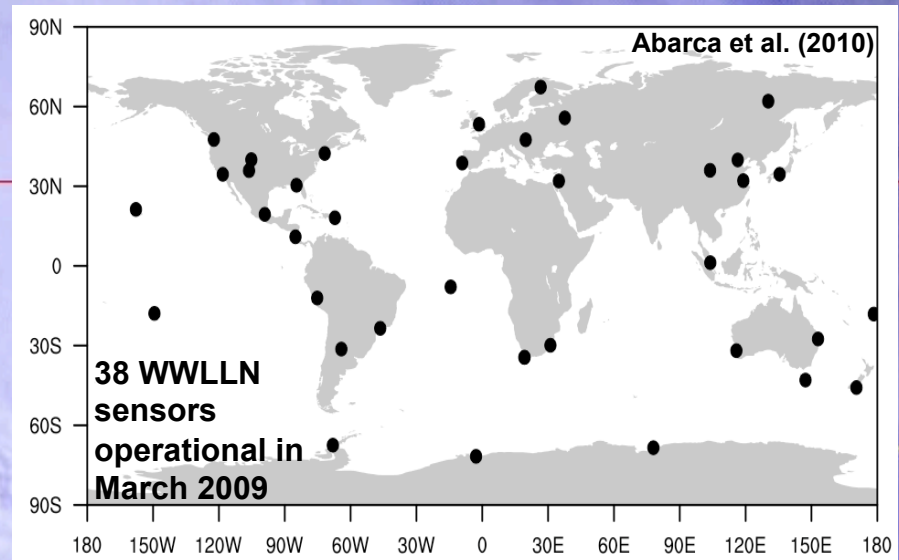 90N
Abarca et al. (2010)
60N
30N
0
30S
38 WWLLN
sensors
operational in
March 2009
60S
90S
180 150W 120W 90W 60W 30W 0 30E 60E 90E 120E 150E 180